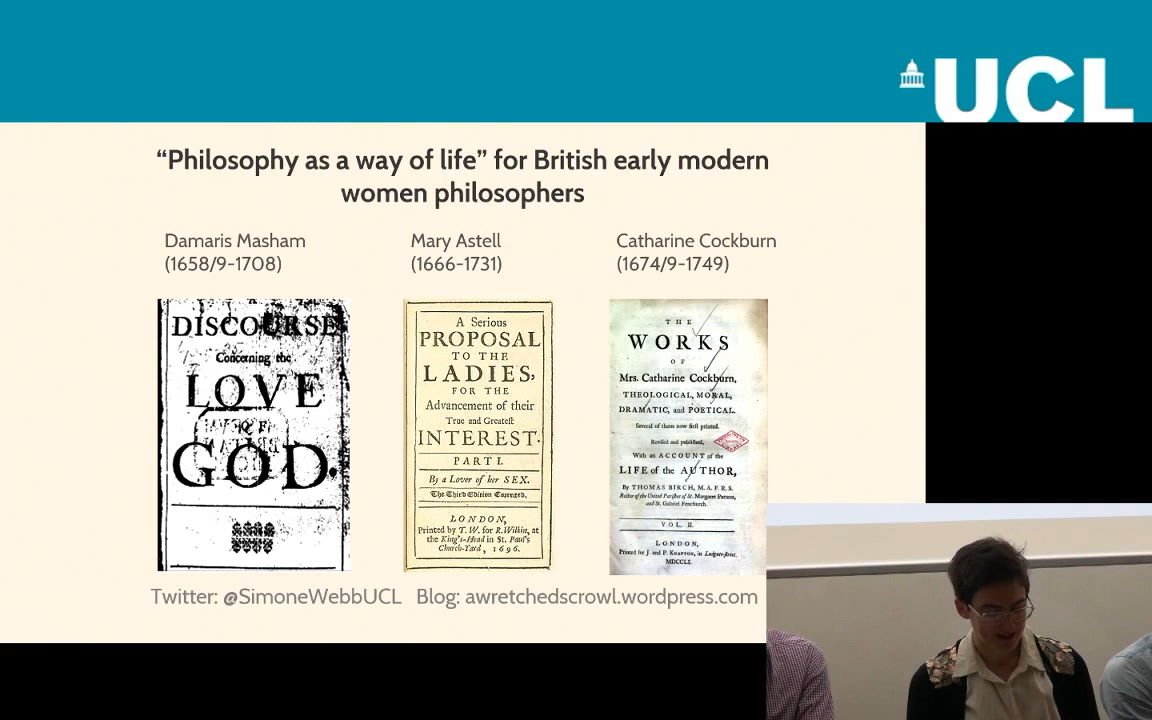 UCL
“Philosophy as a way of life” for British early modern
women philosophers
Damaris Masham
(1658/9-1708)
Mary Astell
(1666-1731)
Catharine Cockburn
(1674/9-1749)
DISCOURSE
Concerning the
LOVE
OF
GOD.
A Serious
PROPOSAL
TO THE
LADIES,
FOR THE
Advancement of their
True and Greatest
INTEREST.
PART I.
By a Lover of her SEX.
The Third Edition Corrected.
LONDON,
Printed by T. W. for R. Wilkin, at
the King's-Head in St. Paul's
Church-Yard, 1696.
THE
WORKS
OF
Mrs. Catharine Cockburn,
THEOLOGICAL, MORAL,
DRAMATIC, and POETICAL.
Several of them now first printed.
Revised and published,
With an ACCOUNT of the
LIFE of the AUTHOR,
By THOMAS BIRCH, M.A. F.R.S.
Rector of the United Parishes of St. Margaret Pattens,
and St. Gabriel Fenchurch.
VOL. II.
LONDON,
Printed for J. and P. KNAPTON, in Ludgate-Street.
MDCCLI.
Twitter: @SimoneWebbUCL Blog: awretchedscrowl.wordpress.com